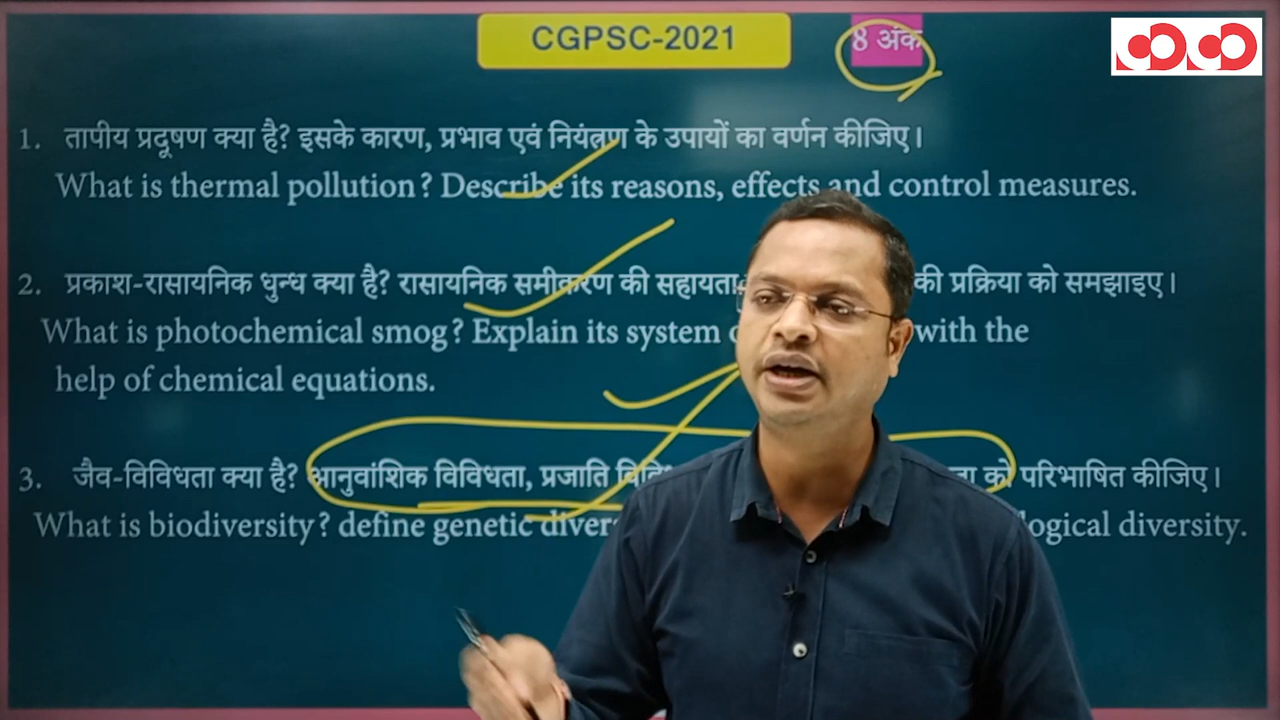 CGPSC-2021
8 अंक
1. तापीय प्रदूषण क्या है? इसके कारण, प्रभाव एवं नियंत्रण के उपायों का वर्णन कीजिए।
What is thermal pollution? Describe its reasons, effects and control measures.
2. प्रकाश-रासायनिक धुन्ध क्या है? रासायनिक समीकरण की सहायता की प्रक्रिया को समझाइए।
What is photochemical smog? Explain its system with the
help of chemical equations.
3. जैव-विविधता क्या है? आनुवांशिक विविधता, प्रजाति को परिभाषित कीजिए।
What is biodiversity? define genetic diversity.